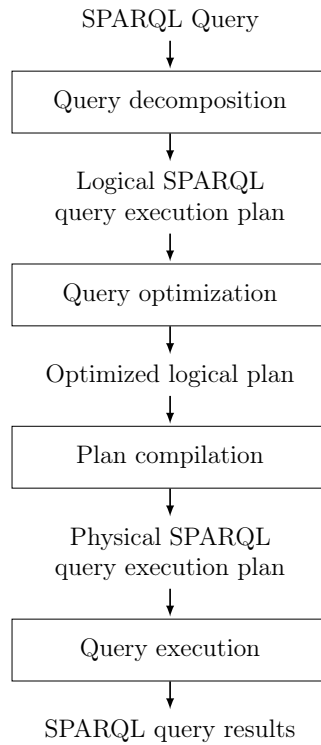 SPARQL Query
Query decomposition
Logical SPARQL
query execution plan
Query optimization
Optimized logical plan
Plan compilation
Physical SPARQL
query execution plan
Query execution
SPARQL query results